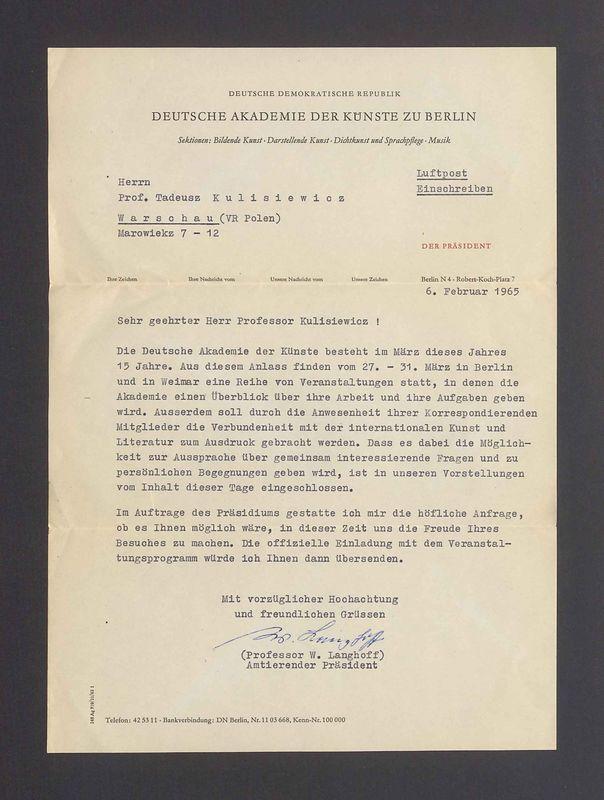 DEUTSCHE DEMOKRATISCHE REPUBLIK
DEUTSCHE AKADEMIE DER KÜNSTE ZU BERLIN
Sektionen: Bildende Kunst · Darstellende Kunst · Dichtkunst und Sprachpflege · Musik
Luftpost
Einschreiben
Herrn
Prof. Tadeusz K u l i s i e w i c z
W a r s c h a u (VR Polen)
Marowiekz 7 - 12
DER PRÄSIDENT
Ihre Zeichen Ihre Nachricht vom Unsere Nachricht vom Unsere Zeichen Berlin N 4 · Robert-Koch-Platz 7
6. Februar 1965
Sehr geehrter Herr Professor Kulisiewicz !
Die Deutsche Akademie der Künste besteht im März dieses Jahres
15 Jahre. Aus diesem Anlass finden vom 27. - 31. März in Berlin
und in Weimar eine Reihe von Veranstaltungen statt, in denen die
Akademie einen Überblick über ihre Arbeit und ihre Aufgaben geben
wird. Ausserdem soll durch die Anwesenheit ihrer Korrespondierenden
Mitglieder die Verbundenheit mit der internationalen Kunst und
Literatur zum Ausdruck gebracht werden. Dass es dabei die Möglich-
keit zur Aussprache über gemeinsam interessierende Fragen und zu
persönlichen Begegnungen geben wird, ist in unseren Vorstellungen
vom Inhalt dieser Tage eingeschlossen.
Im Auftrage des Präsidiums gestatte ich mir die höfliche Anfrage,
ob es Ihnen möglich wäre, in dieser Zeit uns die Freude Ihres
Besuches zu machen. Die offizielle Einladung mit dem Veranstal-
tungsprogramm würde ich Ihnen dann übersenden.
Mit vorzüglicher Hochachtung
und freundlichen Grüssen
W. Langhoff
(Professor W. Langhoff)
Amtierender Präsident
Telefon: 42 53 11 · Bankverbindung: DN Berlin, Nr. 11 03 668, Kenn-Nr. 100 000